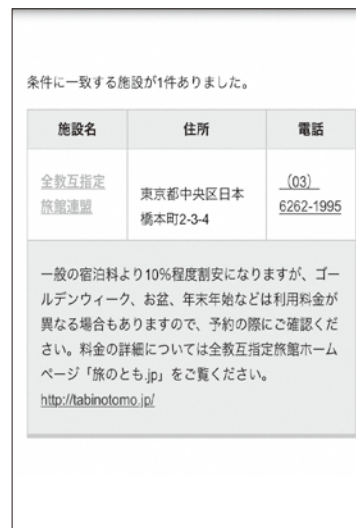 条件に一致する施設が1件ありました。
施設名 住所 電話
全教互指定
旅館連盟
東京都中央区日本
橋本町2-3-4
(03)
6262-1995
一般の宿泊料より10%程度割安になりますが、ゴー
ルデンウィーク、お盆、年末年始などは利用料金が
異なる場合もありますので、予約の際にご確認くだ
さい。料金の詳細については全教互指定旅館ホーム
ページ「旅のとも.jp」をご覧ください。
http://tabinotomo.jp/